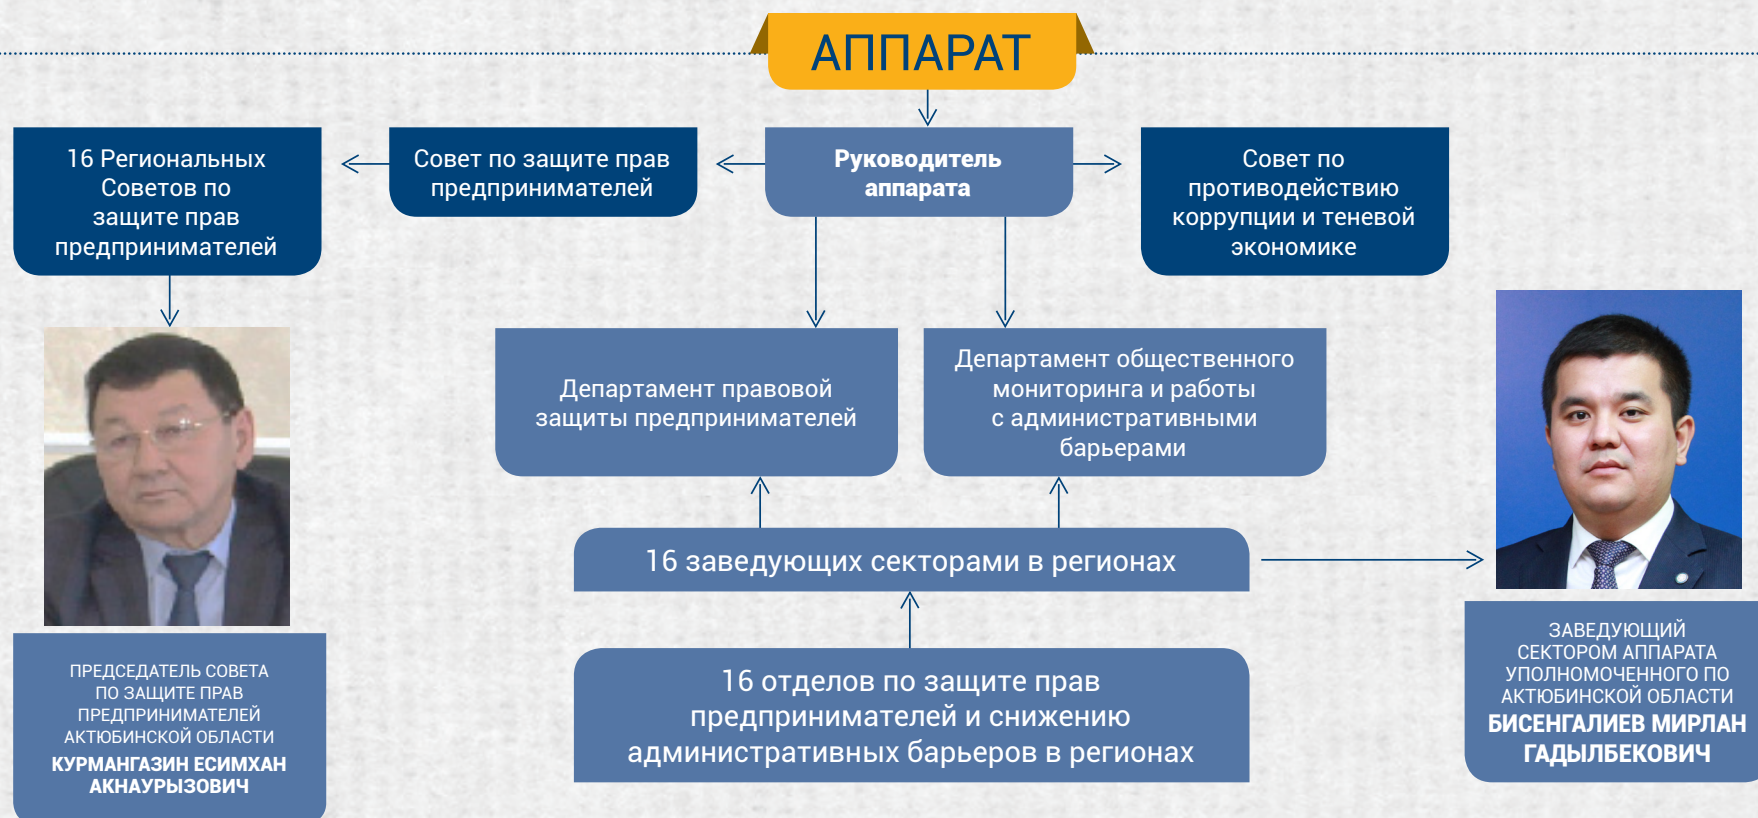 АППАРАТ
16 Региональных
Советов по
защите прав
предпринимателей
Совет по защите прав
предпринимателей
Руководитель
аппарата
Совет по
противодействию
коррупции и теневой
экономике
Департамент правовой
защиты предпринимателей
Департамент общественного
мониторинга и работы
с административными
барьерами
16 заведующих секторами в регионах
16 отделов по защите прав
предпринимателей и снижению
административных барьеров в регионах
ПРЕДСЕДАТЕЛЬ СОВЕТА
ПО ЗАЩИТЕ ПРАВ
ПРЕДПРИНИМАТЕЛЕЙ
АКТЮБИНСКОЙ ОБЛАСТИ
КУРМАНГАЗИН ЕСИМХАН
АКНАУРЫЗОВИЧ
ЗАВЕДУЮЩИЙ
СЕКТОРОМ АППАРАТА
УПОЛНОМОЧЕННОГО ПО
АКТЮБИНСКОЙ ОБЛАСТИ
БИСЕНГАЛИЕВ МИРЛАН
ГАДЫЛБЕКОВИЧ